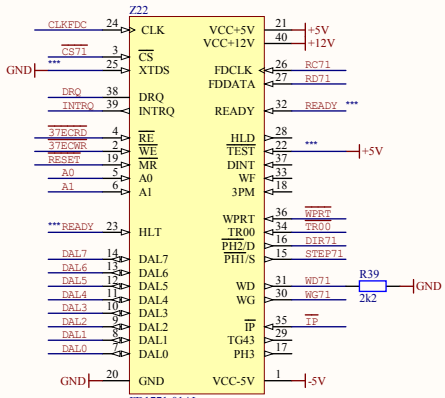 Z22
CLKFDC 24 CLK VCC+5V 21 +5V
VCC+12V 40 +12V
CS71 3 CS
GND *** 25 XTDS FDCLK 26 RC71
FDDATA 27 RD71
DRQ 38 DRQ
INTRQ 39 INTRQ READY 32 READY ***
37ECRD 4 RE HLD 28
37ECWR 2 WE TEST 22 *** +5V
RESET 19 MR DINT 37
A0 5 A0 WF 33
A1 6 A1 3PM 18
WPRT 36 WPRT
***READY 23 HLT TR00 34 TR00
PH2/D 16 DIR71
DAL7 14 DAL7 PH1/S 15 STEP71
DAL6 13 DAL6
DAL5 12 DAL5 WD 31 WD71 R39 GND
DAL4 11 DAL4 WG 30 WG71 2k2
DAL3 10 DAL3
DAL2 9 DAL2 IP 35 IP
DAL1 8 DAL1 TG43 29
DAL0 7 DAL0 PH3 17
GND 20 GND VCC-5V 1 -5V